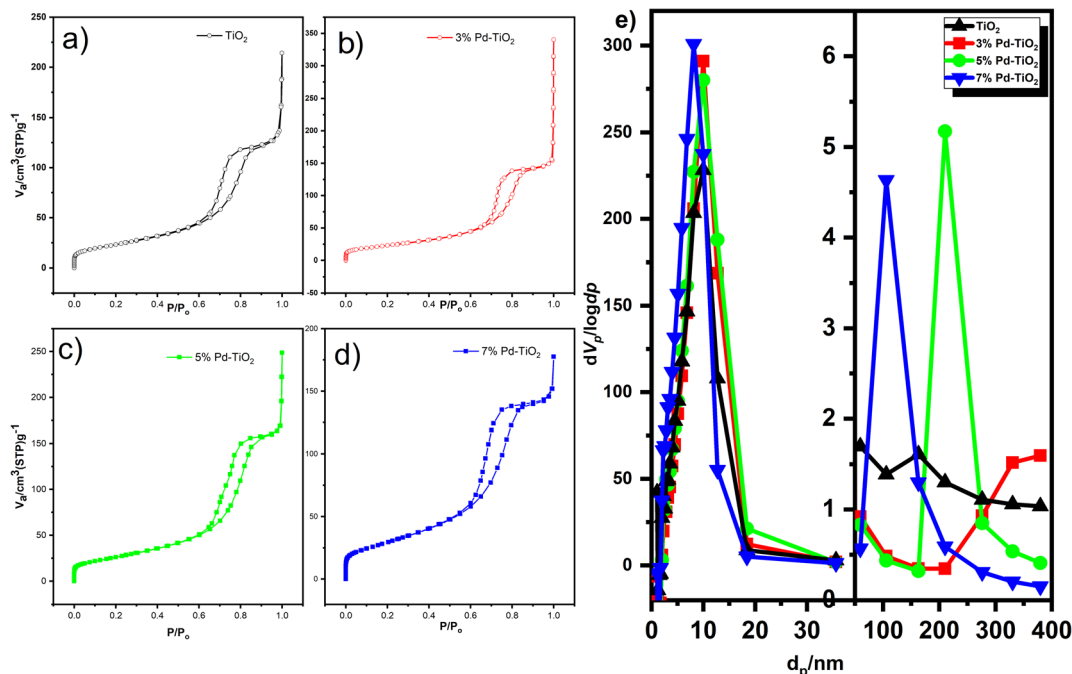 a)
TiO2
Va/cm3(STP)g-1
250
200
150
100
50
0
0.0 0.2 0.4 0.6 0.8 1.0
P/Po
b)
3% Pd-TiO2
350
300
250
200
150
100
50
0
-50
0.0 0.2 0.4 0.6 0.8 1.0
P/Po
c)
5% Pd-TiO2
Va/cm3(STP)g-1
250
200
150
100
50
0
0.0 0.2 0.4 0.6 0.8 1.0
P/Po
d)
7% Pd-TiO2
200
150
100
50
0
0.0 0.2 0.4 0.6 0.8 1.0
P/Po
e)
TiO2
3% Pd-TiO2
5% Pd-TiO2
7% Pd-TiO2
dVp/logdp
300
250
200
150
100
50
0
6
5
4
3
2
1
0
0 10 20 30 100 200 300 400
dp/nm